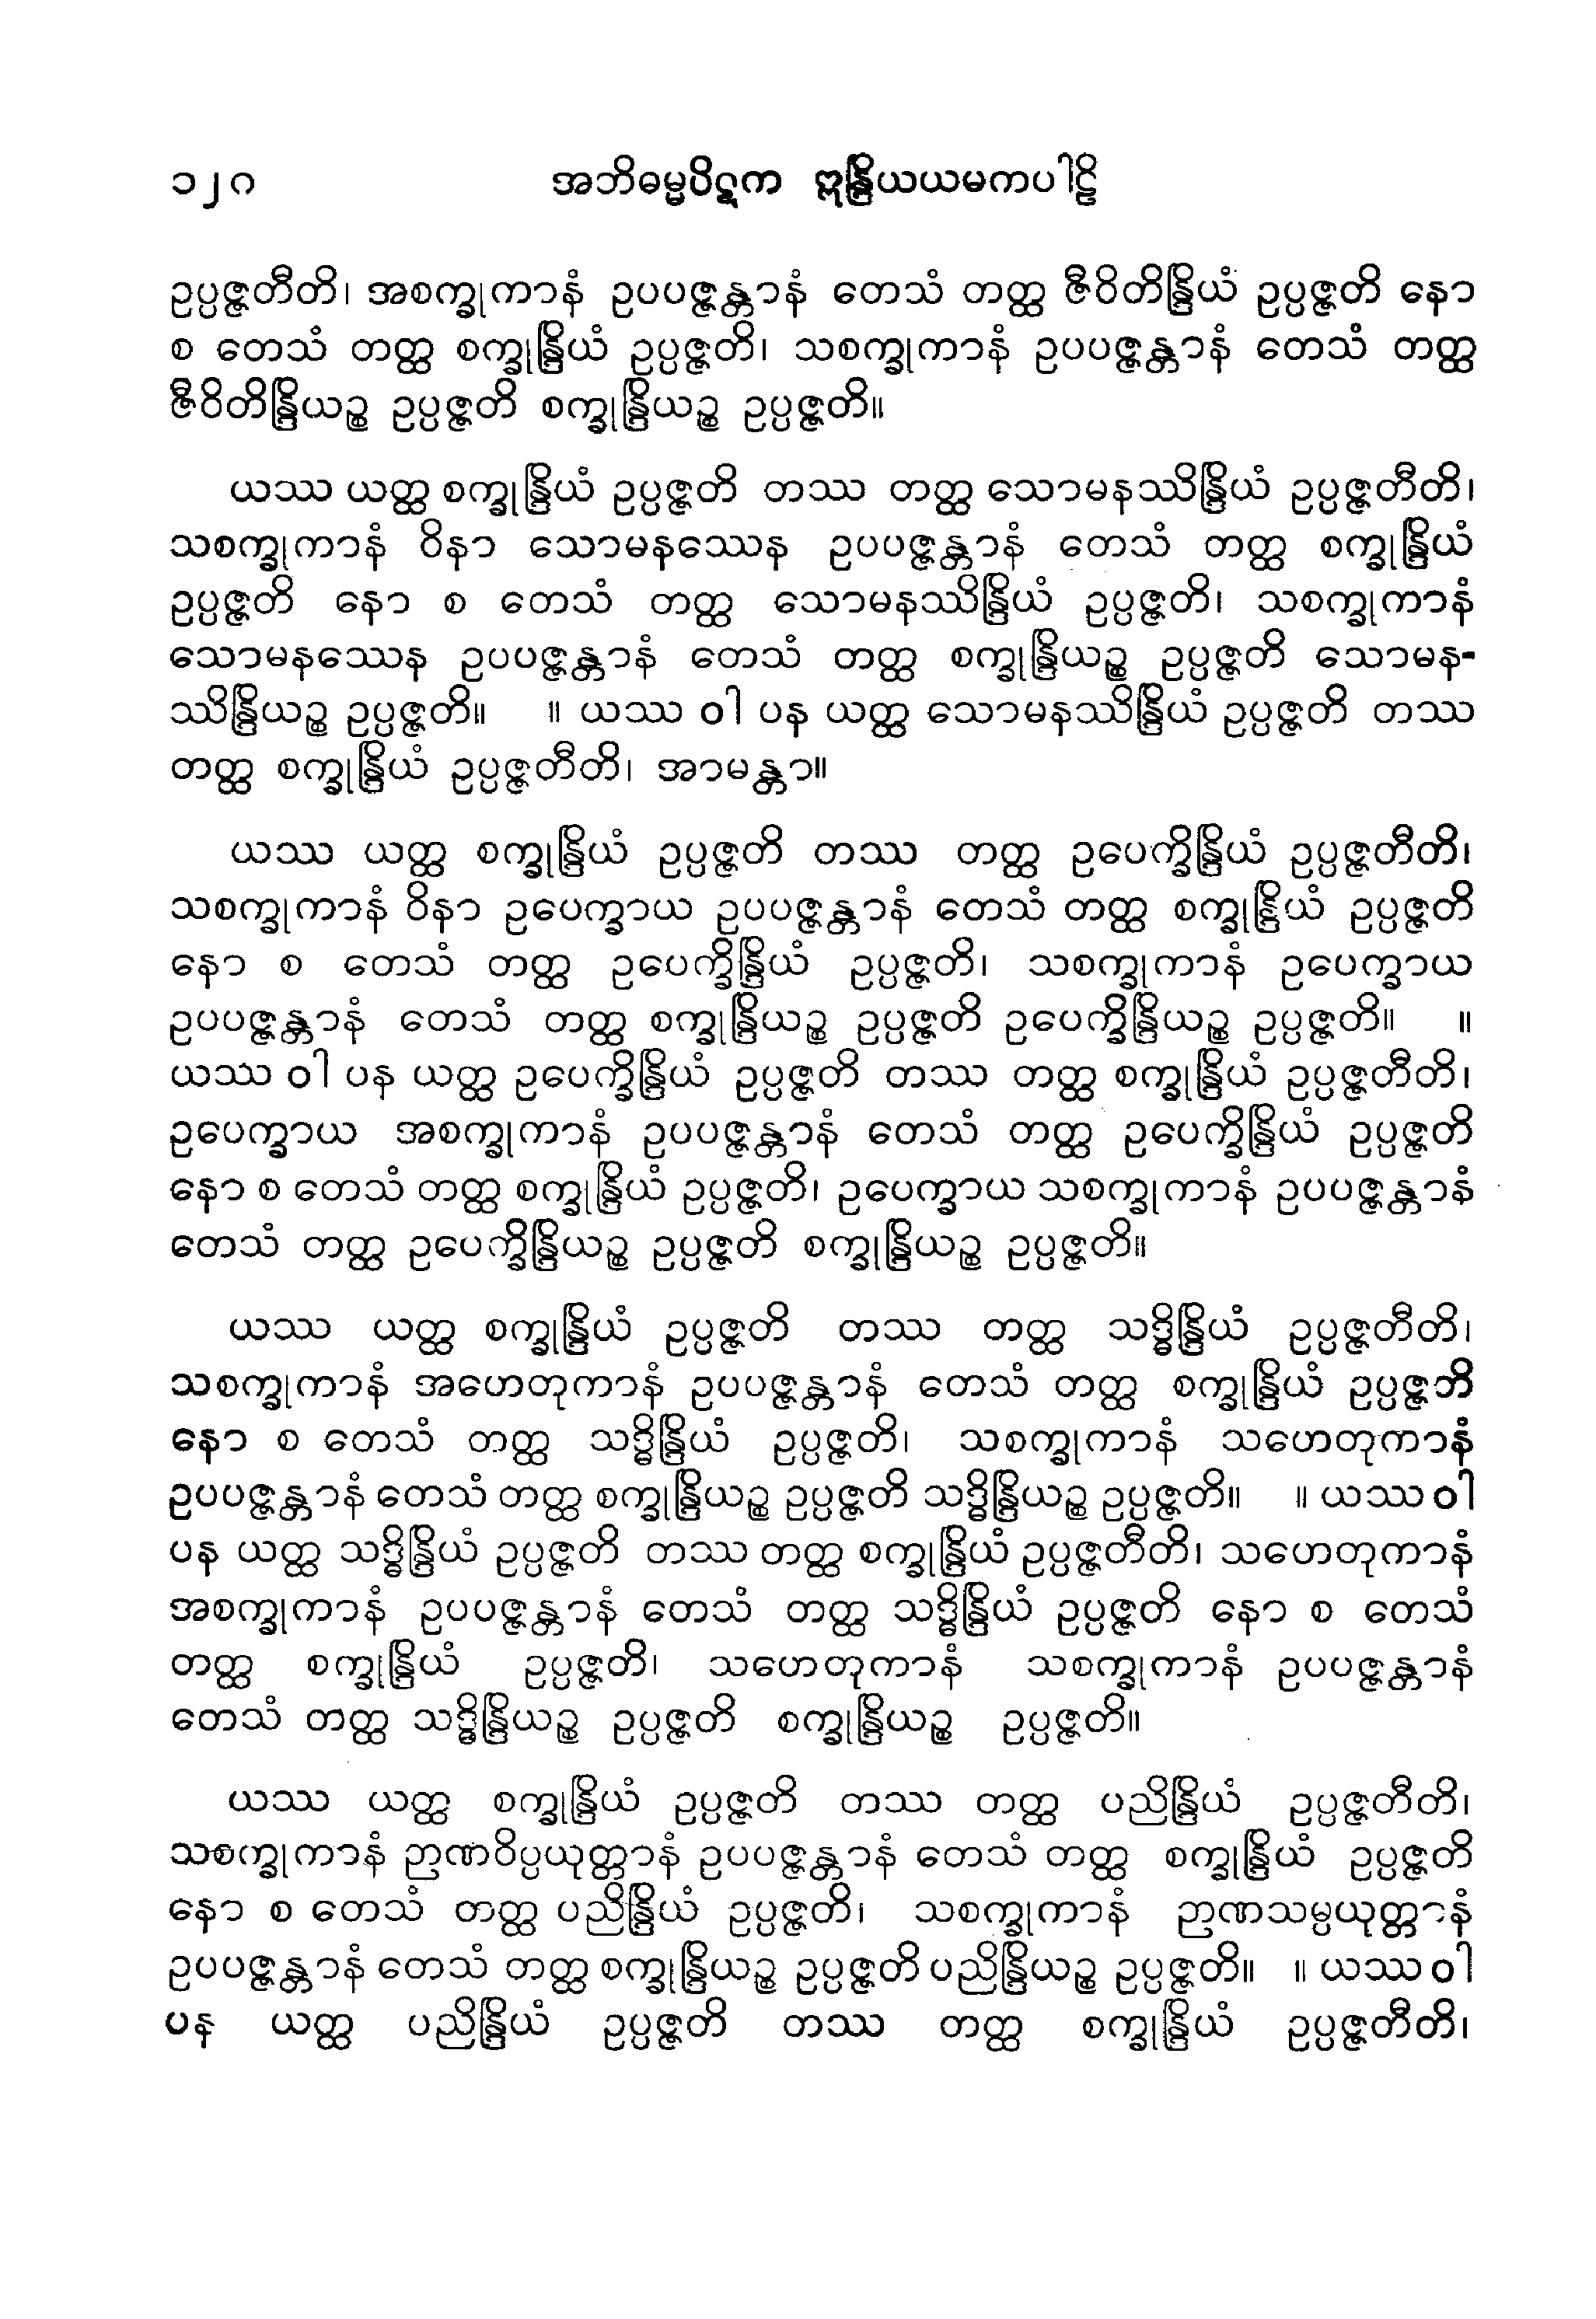 ၁၂ဂ အဘိဓမ္မပိဋက ဣန္ဒြိယယမကပါဠိ
ဥပ္ပဇ္ဇတီတိ၊ အစက္ခုကာနံ ဥပပဇ္ဇန္တာနံ တေသံ တတ္ထ ဇီဝိတိန္ဒြိယံ ဥပ္ပဇ္ဇတိ နော
စ တေသံ တတ္ထ စက္ခုန္ဒြိယံ ဥပ္ပဇ္ဇတိ၊ သစက္ခုကာနံ ဥပပဇ္ဇန္တာနံ တေသံ တတ္ထ
ဇီဝိတိန္ဒြိယဉ္စ ဥပ္ပဇ္ဇတိ စက္ခုန္ဒြိယဉ္စ ဥပ္ပဇ္ဇတိ။
ယဿ ယတ္ထ စက္ခုန္ဒြိယံ ဥပ္ပဇ္ဇတိ တဿ တတ္ထ သောမနဿိန္ဒြိယံ ဥပ္ပဇ္ဇတီတိ၊
သစက္ခုကာနံ ဝိနာ သောမနဿေန ဥပပဇ္ဇန္တာနံ တေသံ တတ္ထ စက္ခုန္ဒြိယံ
ဥပ္ပဇ္ဇတိ နော စ တေသံ တတ္ထ သောမနဿိန္ဒြိယံ ဥပ္ပဇ္ဇတိ၊ သစက္ခုကာနံ
သောမနဿေန ဥပပဇ္ဇန္တာနံ တေသံ တတ္ထ စက္ခုန္ဒြိယဉ္စ ဥပ္ပဇ္ဇတိ သောမန-
ဿိန္ဒြိယဉ္စ ဥပ္ပဇ္ဇတိ။ ။ ယဿ ဝါ ပန ယတ္ထ သောမနဿိန္ဒြိယံ ဥပ္ပဇ္ဇတိ တဿ
တတ္ထ စက္ခုန္ဒြိယံ ဥပ္ပဇ္ဇတီတိ၊ အာမန္တာ။
ယဿ ယတ္ထ စက္ခုန္ဒြိယံ ဥပ္ပဇ္ဇတိ တဿ တတ္ထ ဥပေက္ခိန္ဒြိယံ ဥပ္ပဇ္ဇတီတိ၊
သစက္ခုကာနံ ဝိနာ ဥပေက္ခာယ ဥပပဇ္ဇန္တာနံ တေသံ တတ္ထ စက္ခုန္ဒြိယံ ဥပ္ပဇ္ဇတိ
နော စ တေသံ တတ္ထ ဥပေက္ခိန္ဒြိယံ ဥပ္ပဇ္ဇတိ၊ သစက္ခုကာနံ ဥပေက္ခာယ
ဥပပဇ္ဇန္တာနံ တေသံ တတ္ထ စက္ခုန္ဒြိယဉ္စ ဥပ္ပဇ္ဇတိ ဥပေက္ခိန္ဒြိယဉ္စ ဥပ္ပဇ္ဇတိ။ ။
ယဿ ဝါ ပန ယတ္ထ ဥပေက္ခိန္ဒြိယံ ဥပ္ပဇ္ဇတိ တဿ တတ္ထ စက္ခုန္ဒြိယံ ဥပ္ပဇ္ဇတီတိ၊
ဥပေက္ခာယ အစက္ခုကာနံ ဥပပဇ္ဇန္တာနံ တေသံ တတ္ထ ဥပေက္ခိန္ဒြိယံ ဥပ္ပဇ္ဇတိ
နော စ တေသံ တတ္ထ စက္ခုန္ဒြိယံ ဥပ္ပဇ္ဇတိ၊ ဥပေက္ခာယ သစက္ခုကာနံ ဥပပဇ္ဇန္တာနံ
တေသံ တတ္ထ ဥပေက္ခိန္ဒြိယဉ္စ ဥပ္ပဇ္ဇတိ စက္ခုန္ဒြိယဉ္စ ဥပ္ပဇ္ဇတိ။
ယဿ ယတ္ထ စက္ခုန္ဒြိယံ ဥပ္ပဇ္ဇတိ တဿ တတ္ထ သဒ္ဓိန္ဒြိယံ ဥပ္ပဇ္ဇတီတိ၊
သစက္ခုကာနံ အဟေတုကာနံ ဥပပဇ္ဇန္တာနံ တေသံ တတ္ထ စက္ခုန္ဒြိယံ ဥပ္ပဇ္ဇတိ
နော စ တေသံ တတ္ထ သဒ္ဓိန္ဒြိယံ ဥပ္ပဇ္ဇတိ၊ သစက္ခုကာနံ သဟေတုကာနံ
ဥပပဇ္ဇန္တာနံ တေသံ တတ္ထ စက္ခုန္ဒြိယဉ္စ ဥပ္ပဇ္ဇတိ သဒ္ဓိန္ဒြိယဉ္စ ဥပ္ပဇ္ဇတိ။ ။ ယဿ ဝါ
ပန ယတ္ထ သဒ္ဓိန္ဒြိယံ ဥပ္ပဇ္ဇတိ တဿ တတ္ထ စက္ခုန္ဒြိယံ ဥပ္ပဇ္ဇတီတိ၊ သဟေတုကာနံ
အစက္ခုကာနံ ဥပပဇ္ဇန္တာနံ တေသံ တတ္ထ သဒ္ဓိန္ဒြိယံ ဥပ္ပဇ္ဇတိ နော စ တေသံ
တတ္ထ စက္ခုန္ဒြိယံ ဥပ္ပဇ္ဇတိ၊ သဟေတုကာနံ သစက္ခုကာနံ ဥပပဇ္ဇန္တာနံ
တေသံ တတ္ထ သဒ္ဓိန္ဒြိယဉ္စ ဥပ္ပဇ္ဇတိ စက္ခုန္ဒြိယဉ္စ ဥပ္ပဇ္ဇတိ။
ယဿ ယတ္ထ စက္ခုန္ဒြိယံ ဥပ္ပဇ္ဇတိ တဿ တတ္ထ ပညိန္ဒြိယံ ဥပ္ပဇ္ဇတီတိ၊
သစက္ခုကာနံ ဉာဏဝိပ္ပယုတ္တာနံ ဥပပဇ္ဇန္တာနံ တေသံ တတ္ထ စက္ခုန္ဒြိယံ ဥပ္ပဇ္ဇတိ
နော စ တေသံ တတ္ထ ပညိန္ဒြိယံ ဥပ္ပဇ္ဇတိ၊ သစက္ခုကာနံ ဉာဏသမ္ပယုတ္တာနံ
ဥပပဇ္ဇန္တာနံ တေသံ တတ္ထ စက္ခုန္ဒြိယဉ္စ ဥပ္ပဇ္ဇတိ ပညိန္ဒြိယဉ္စ ဥပ္ပဇ္ဇတိ။ ။ ယဿ ဝါ
ပန ယတ္ထ ပညိန္ဒြိယံ ဥပ္ပဇ္ဇတိ တဿ တတ္ထ စက္ခုန္ဒြိယံ ဥပ္ပဇ္ဇတီတိ၊